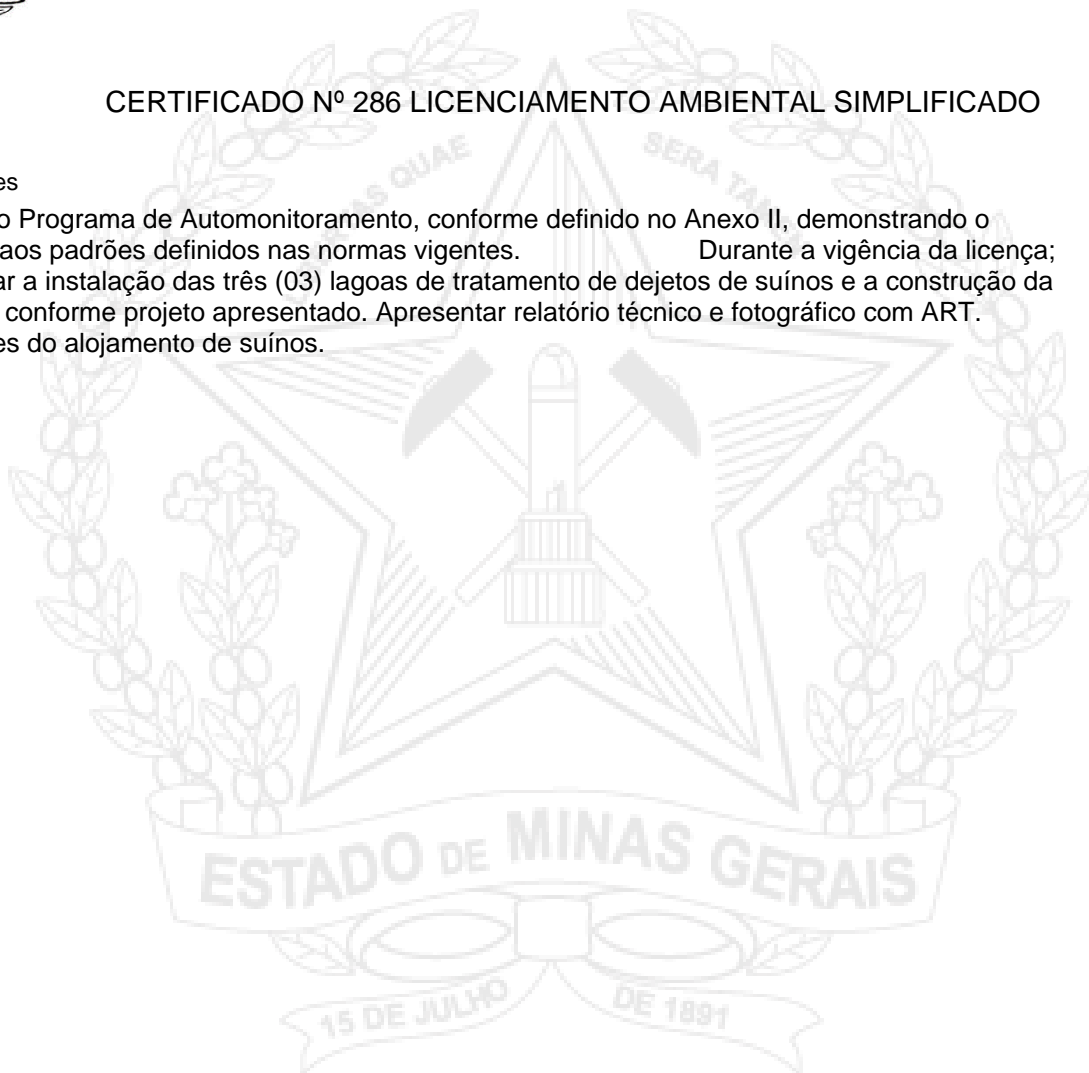 CERTIFICADO Nº 286 LICENCIAMENTO AMBIENTAL SIMPLIFICADO
es
o Programa de Automonitoramento, conforme definido no Anexo II, demonstrando o
aos padrões definidos nas normas vigentes. Durante a vigência da licença;
ar a instalação das três (03) lagoas de tratamento de dejetos de suínos e a construção da
conforme projeto apresentado. Apresentar relatório técnico e fotográfico com ART.
es do alojamento de suínos.
QUAE SERA TAMEN
ESTADO DE MINAS GERAIS
15 DE JULHO DE 1891